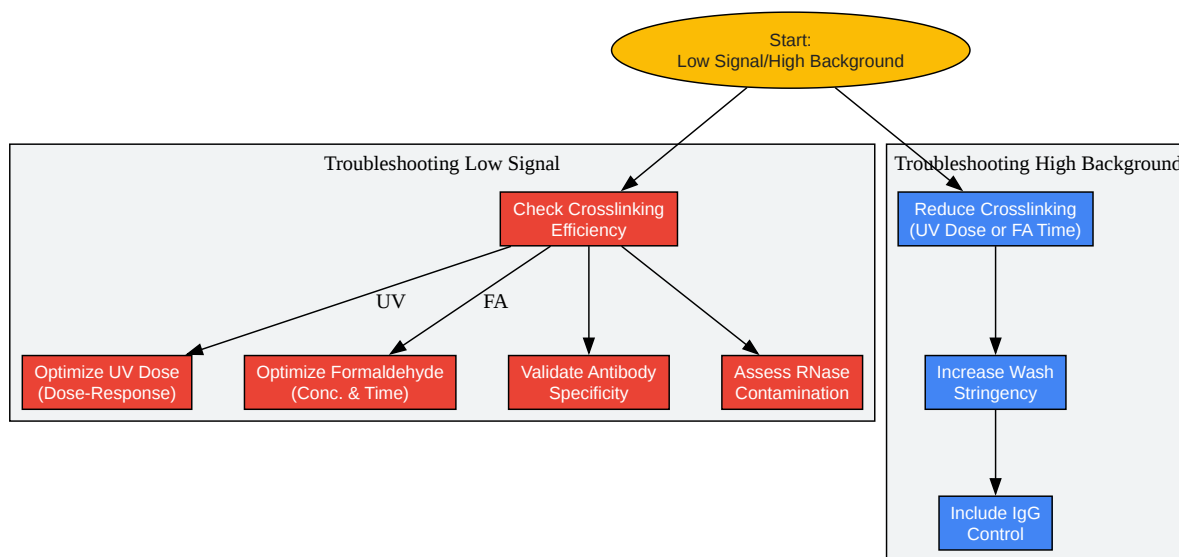 Start:
Low Signal/High Background
Troubleshooting Low Signal
Troubleshooting High Background
Check Crosslinking
Efficiency
Reduce Crosslinking
(UV Dose or FA Time)
UV
FA
Optimize UV Dose
(Dose-Response)
Optimize Formaldehyde
(Conc. & Time)
Validate Antibody
Specificity
Assess RNase
Contamination
Increase Wash
Stringency
Include IgG
Control